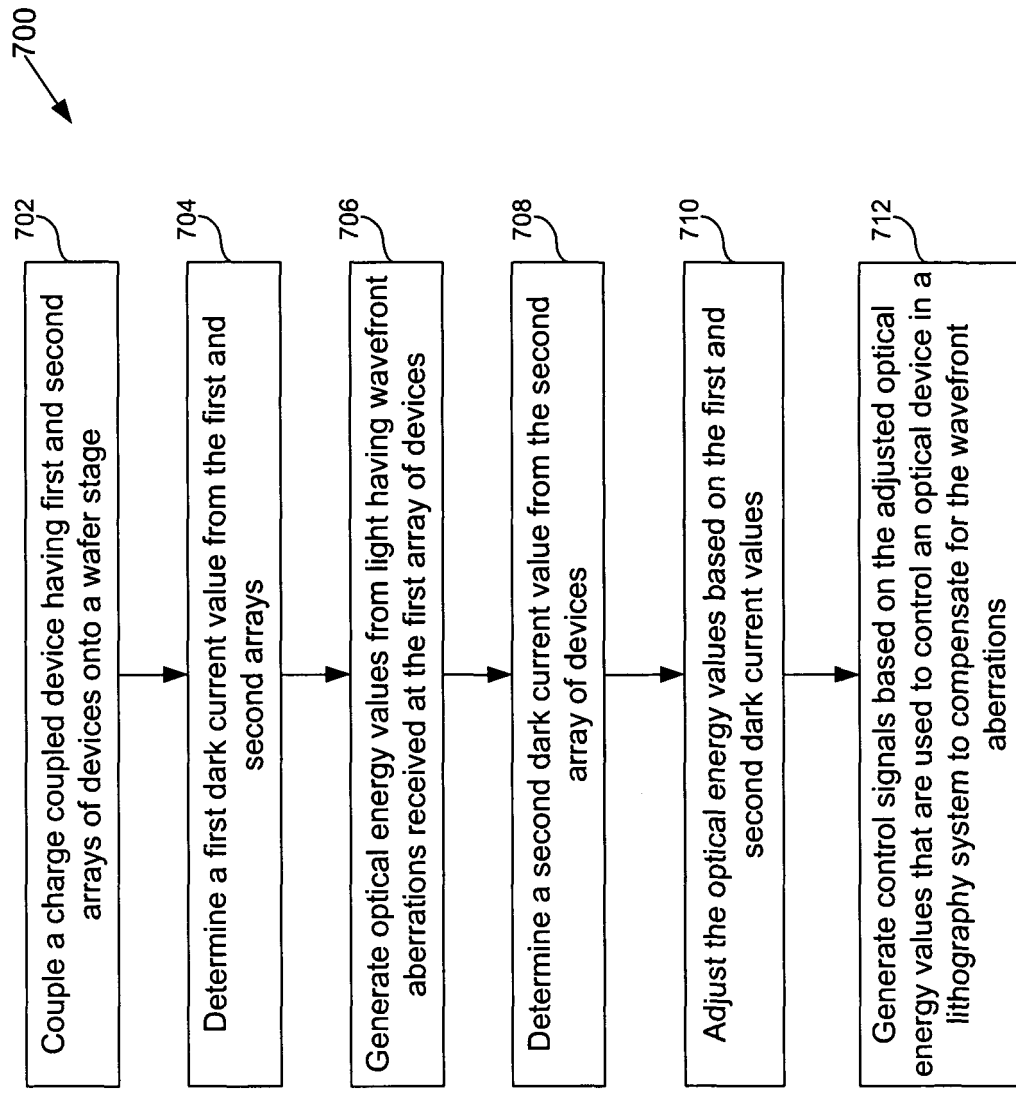 700
702
Couple a charge coupled device having first and second
arrays of devices onto a wafer stage
704
Determine a first dark current value from the first and
second arrays
706
Generate optical energy values from light having wavefront
aberrations received at the first array of devices
708
Determine a second dark current value from the second
array of devices
710
Adjust the optical energy values based on the first and
second dark current values
712
Generate control signals based on the adjusted optical
energy values that are used to control an optical device in a
lithography system to compensate for the wavefront
aberrations